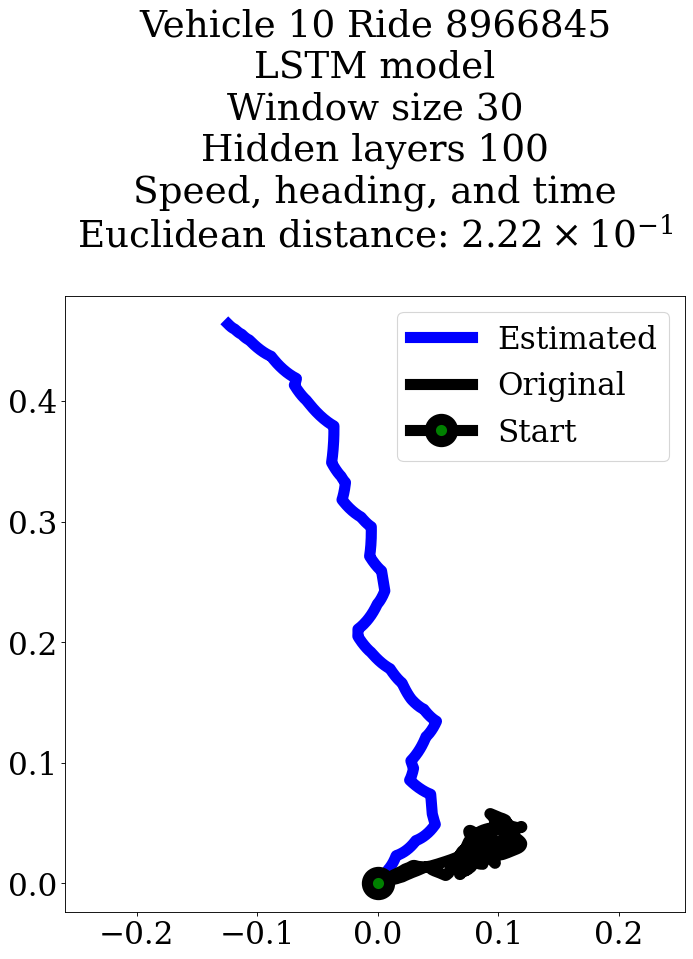 Vehicle 10 Ride 8966845
LSTM model
Window size 30
Hidden layers 100
Speed, heading, and time
Euclidean distance: 2.22 × 10⁻¹
Estimated
Original
Start
0.4
0.3
0.2
0.1
0.0
−0.2 −0.1 0.0 0.1 0.2